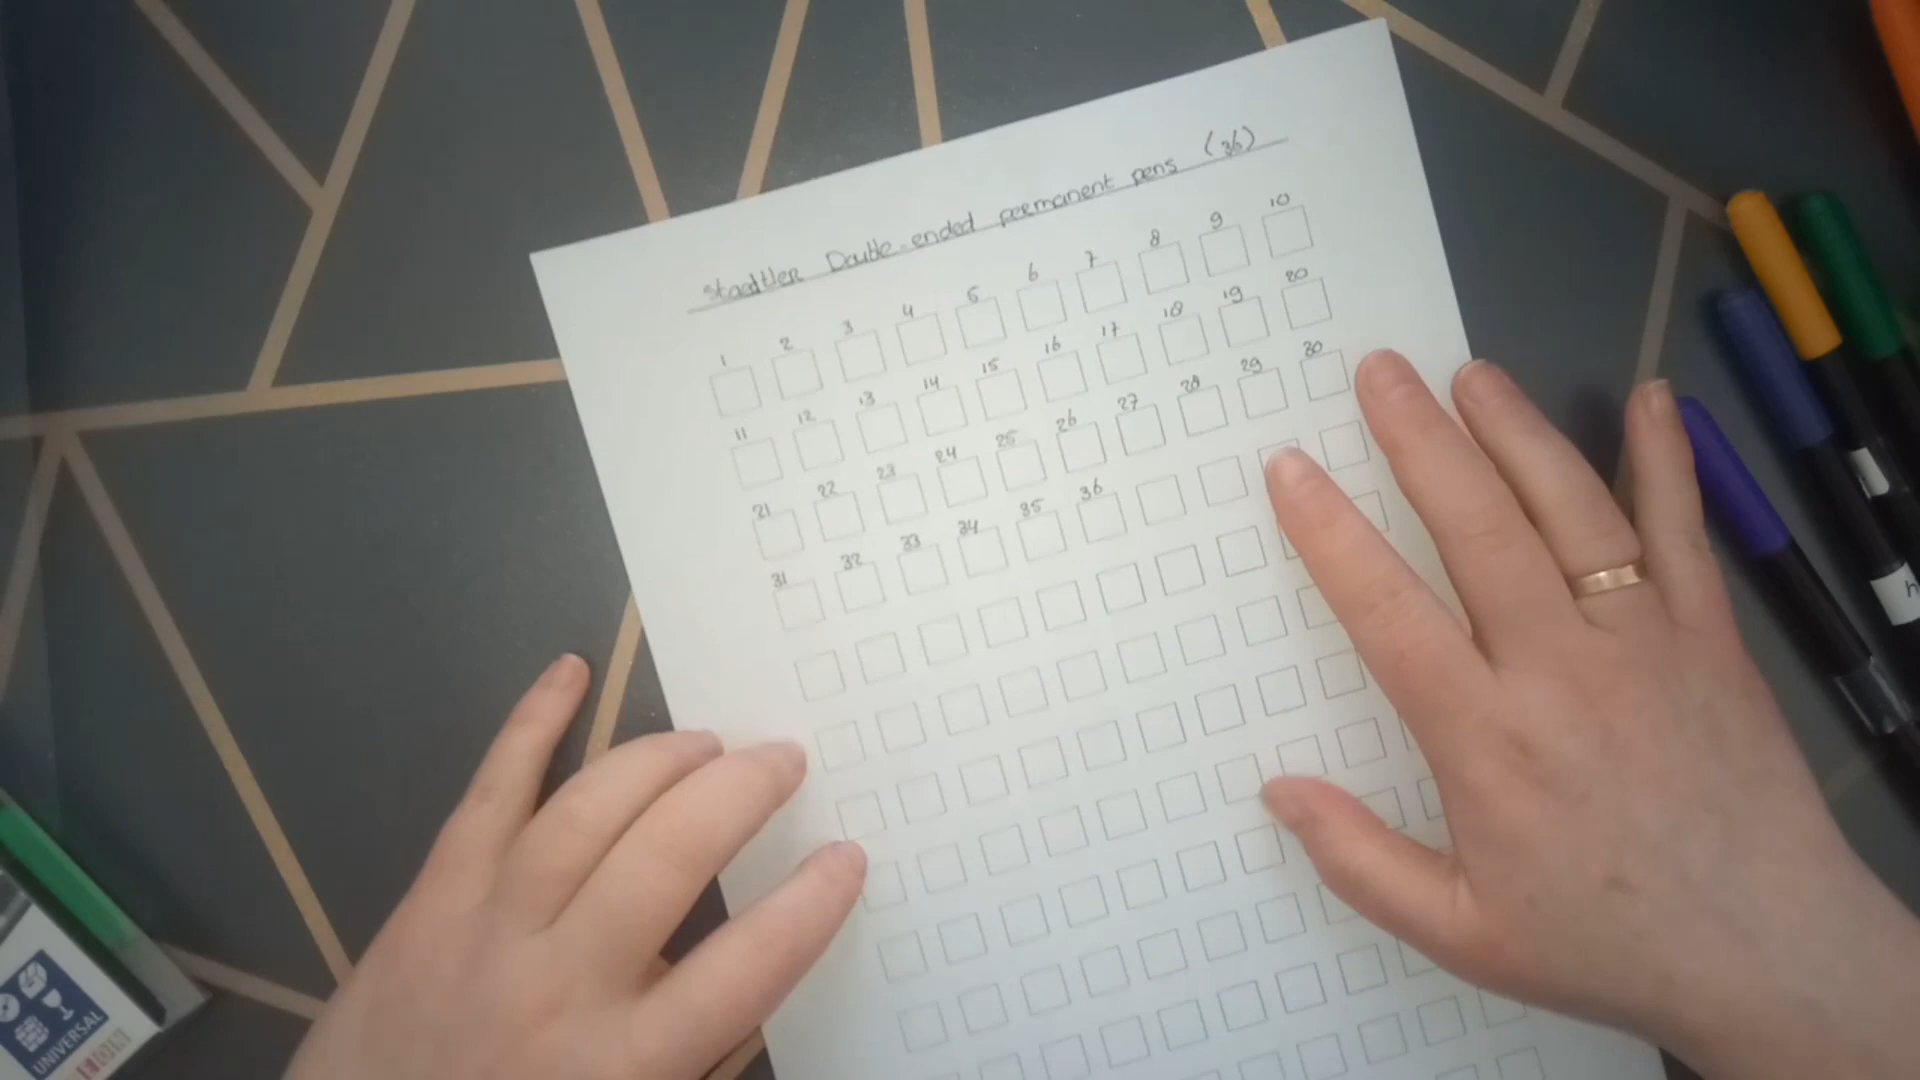 Staedtler Double-ended permanent pens (36)
1 2 3 4 5 6 7 8 9 10
11 12 13 14 15 16 17 18 19 20
21 22 23 24 25 26 27 28 29 30
31 32 33 34 35 36
UNIVERSAL